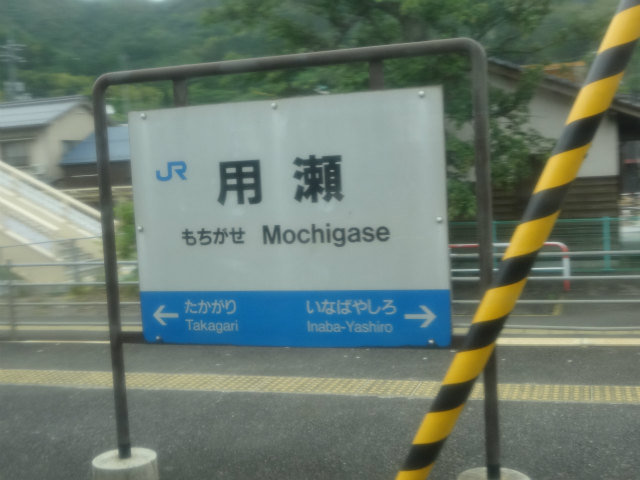 JR 用瀬
もちがせ Mochigase
← たかがり いなばやしろ →
Takagari Inaba-Yashiro